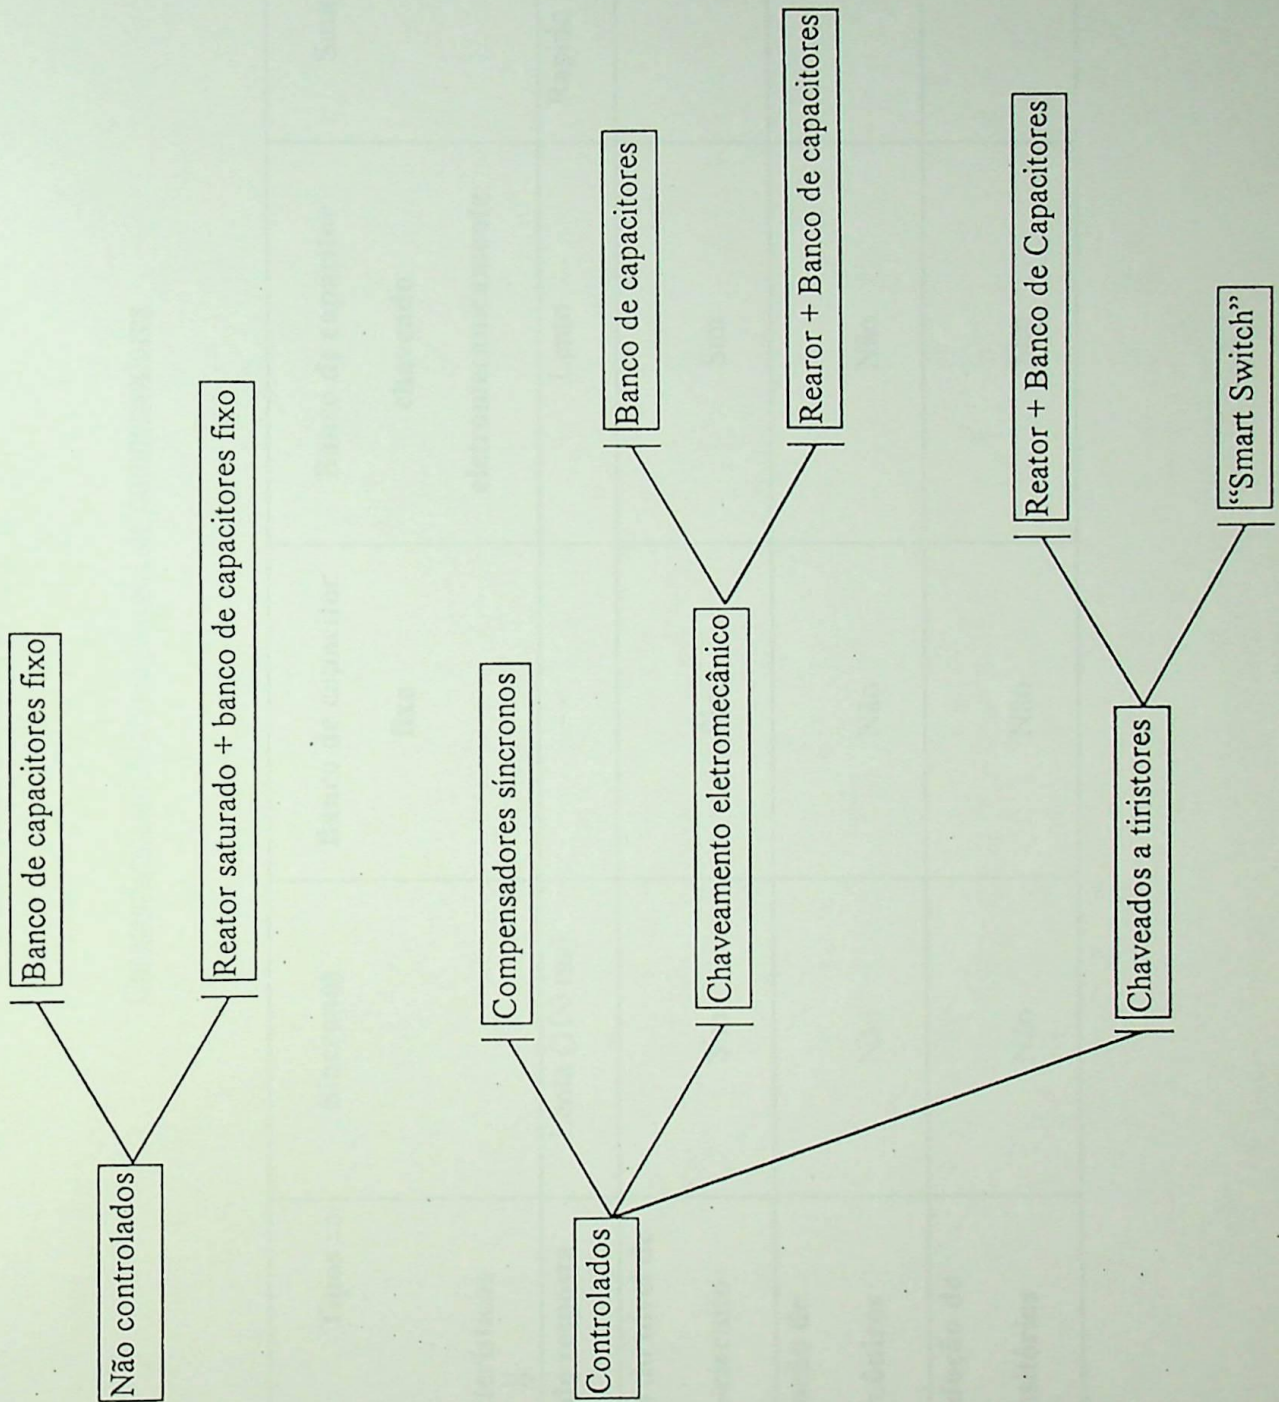 Não controlados
Banco de capacitores fixo
Reator saturado + banco de capacitores fixo
Controlados
Compensadores síncronos
Chaveamento eletromecânico
Banco de capacitores
Rearor + Banco de capacitores
Chaveados a tiristores
Reator + Banco de Capacitores
“Smart Switch”